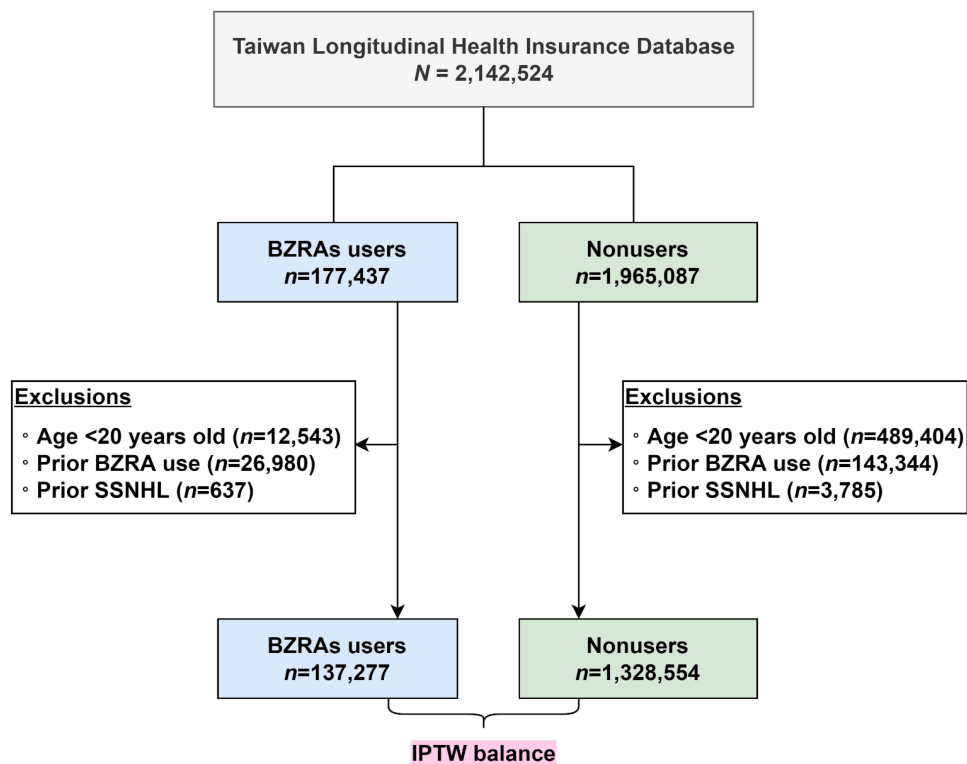 Taiwan Longitudinal Health Insurance Database
N = 2,142,524
BZRAs users
n=177,437
Nonusers
n=1,965,087
Exclusions
◦ Age <20 years old (n=12,543)
◦ Prior BZRA use (n=26,980)
◦ Prior SSNHL (n=637)
Exclusions
◦ Age <20 years old (n=489,404)
◦ Prior BZRA use (n=143,344)
◦ Prior SSNHL (n=3,785)
BZRAs users
n=137,277
Nonusers
n=1,328,554
IPTW balance